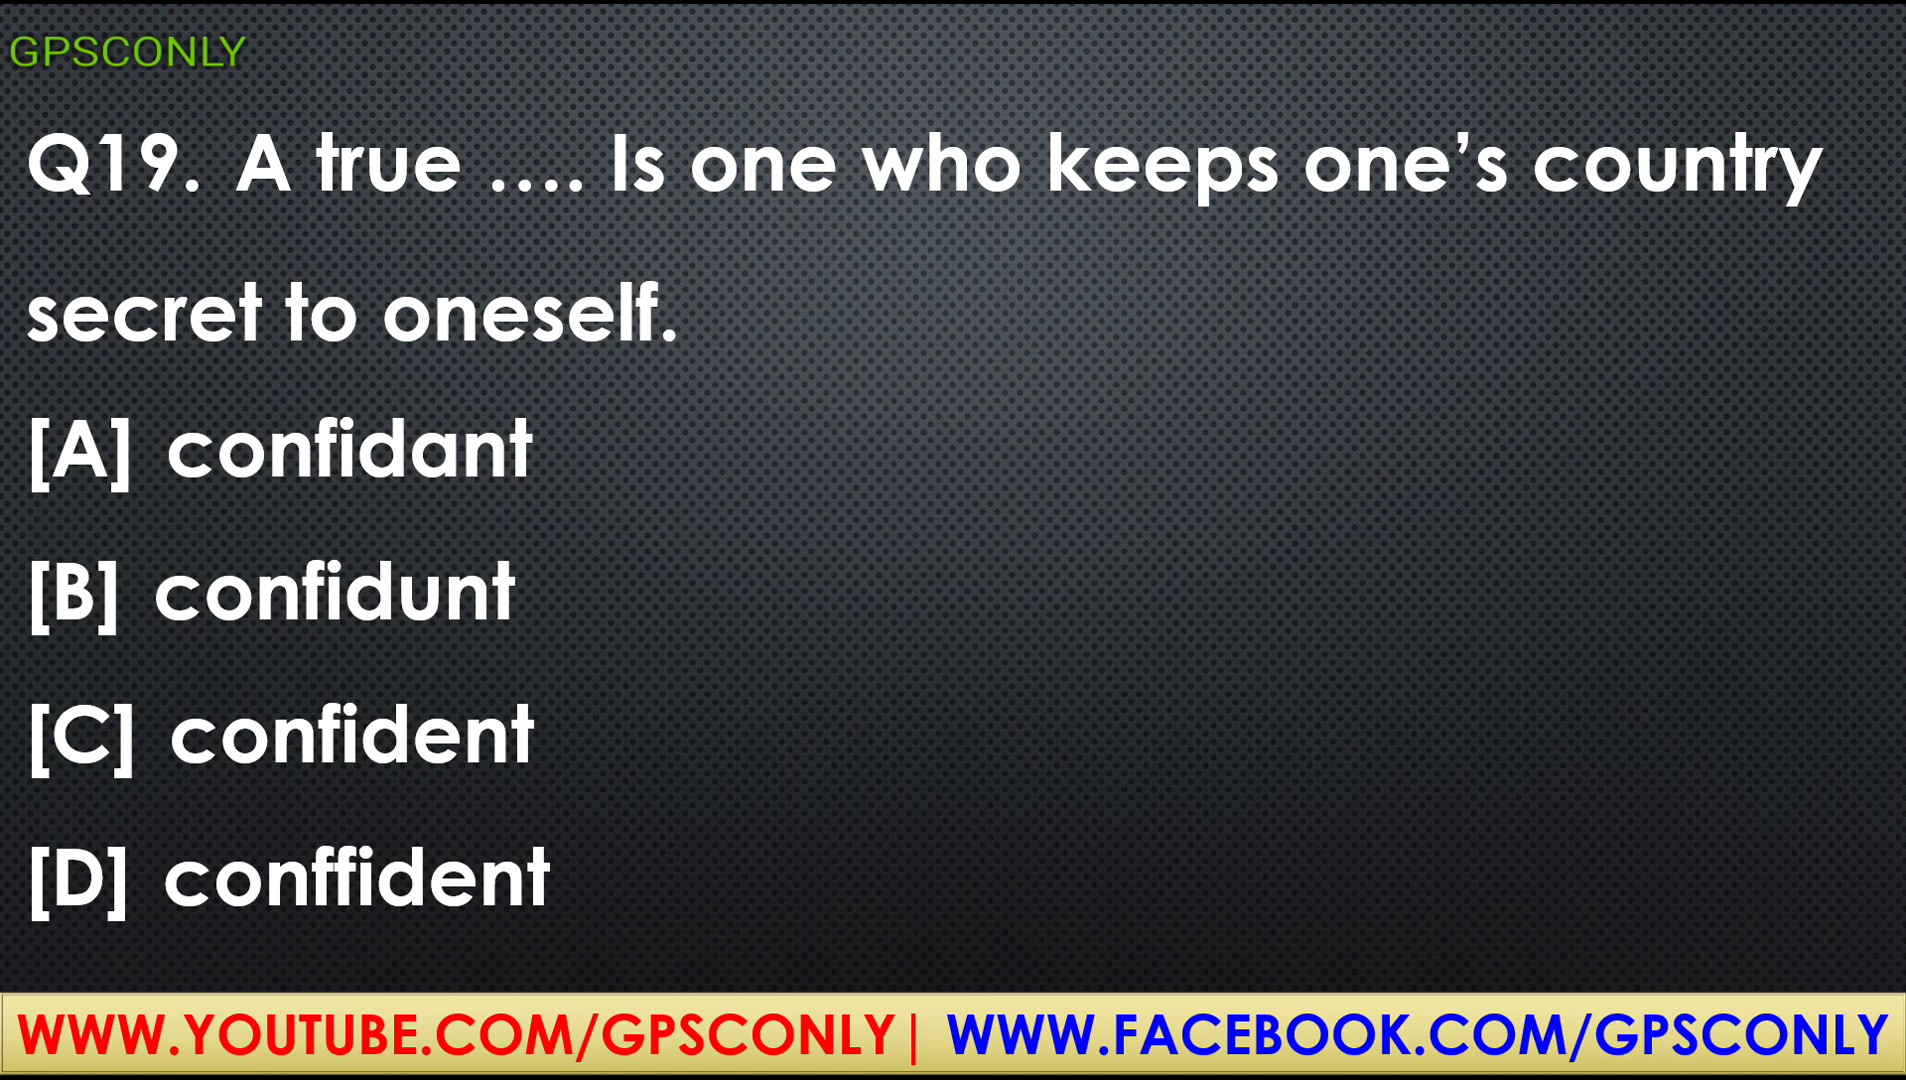 GPSCONLY
Q19. A true .... Is one who keeps one’s country
secret to oneself.
[A] confidant
[B] confidunt
[C] confident
[D] conffident
WWW.YOUTUBE.COM/GPSCONLY| WWW.FACEBOOK.COM/GPSCONLY